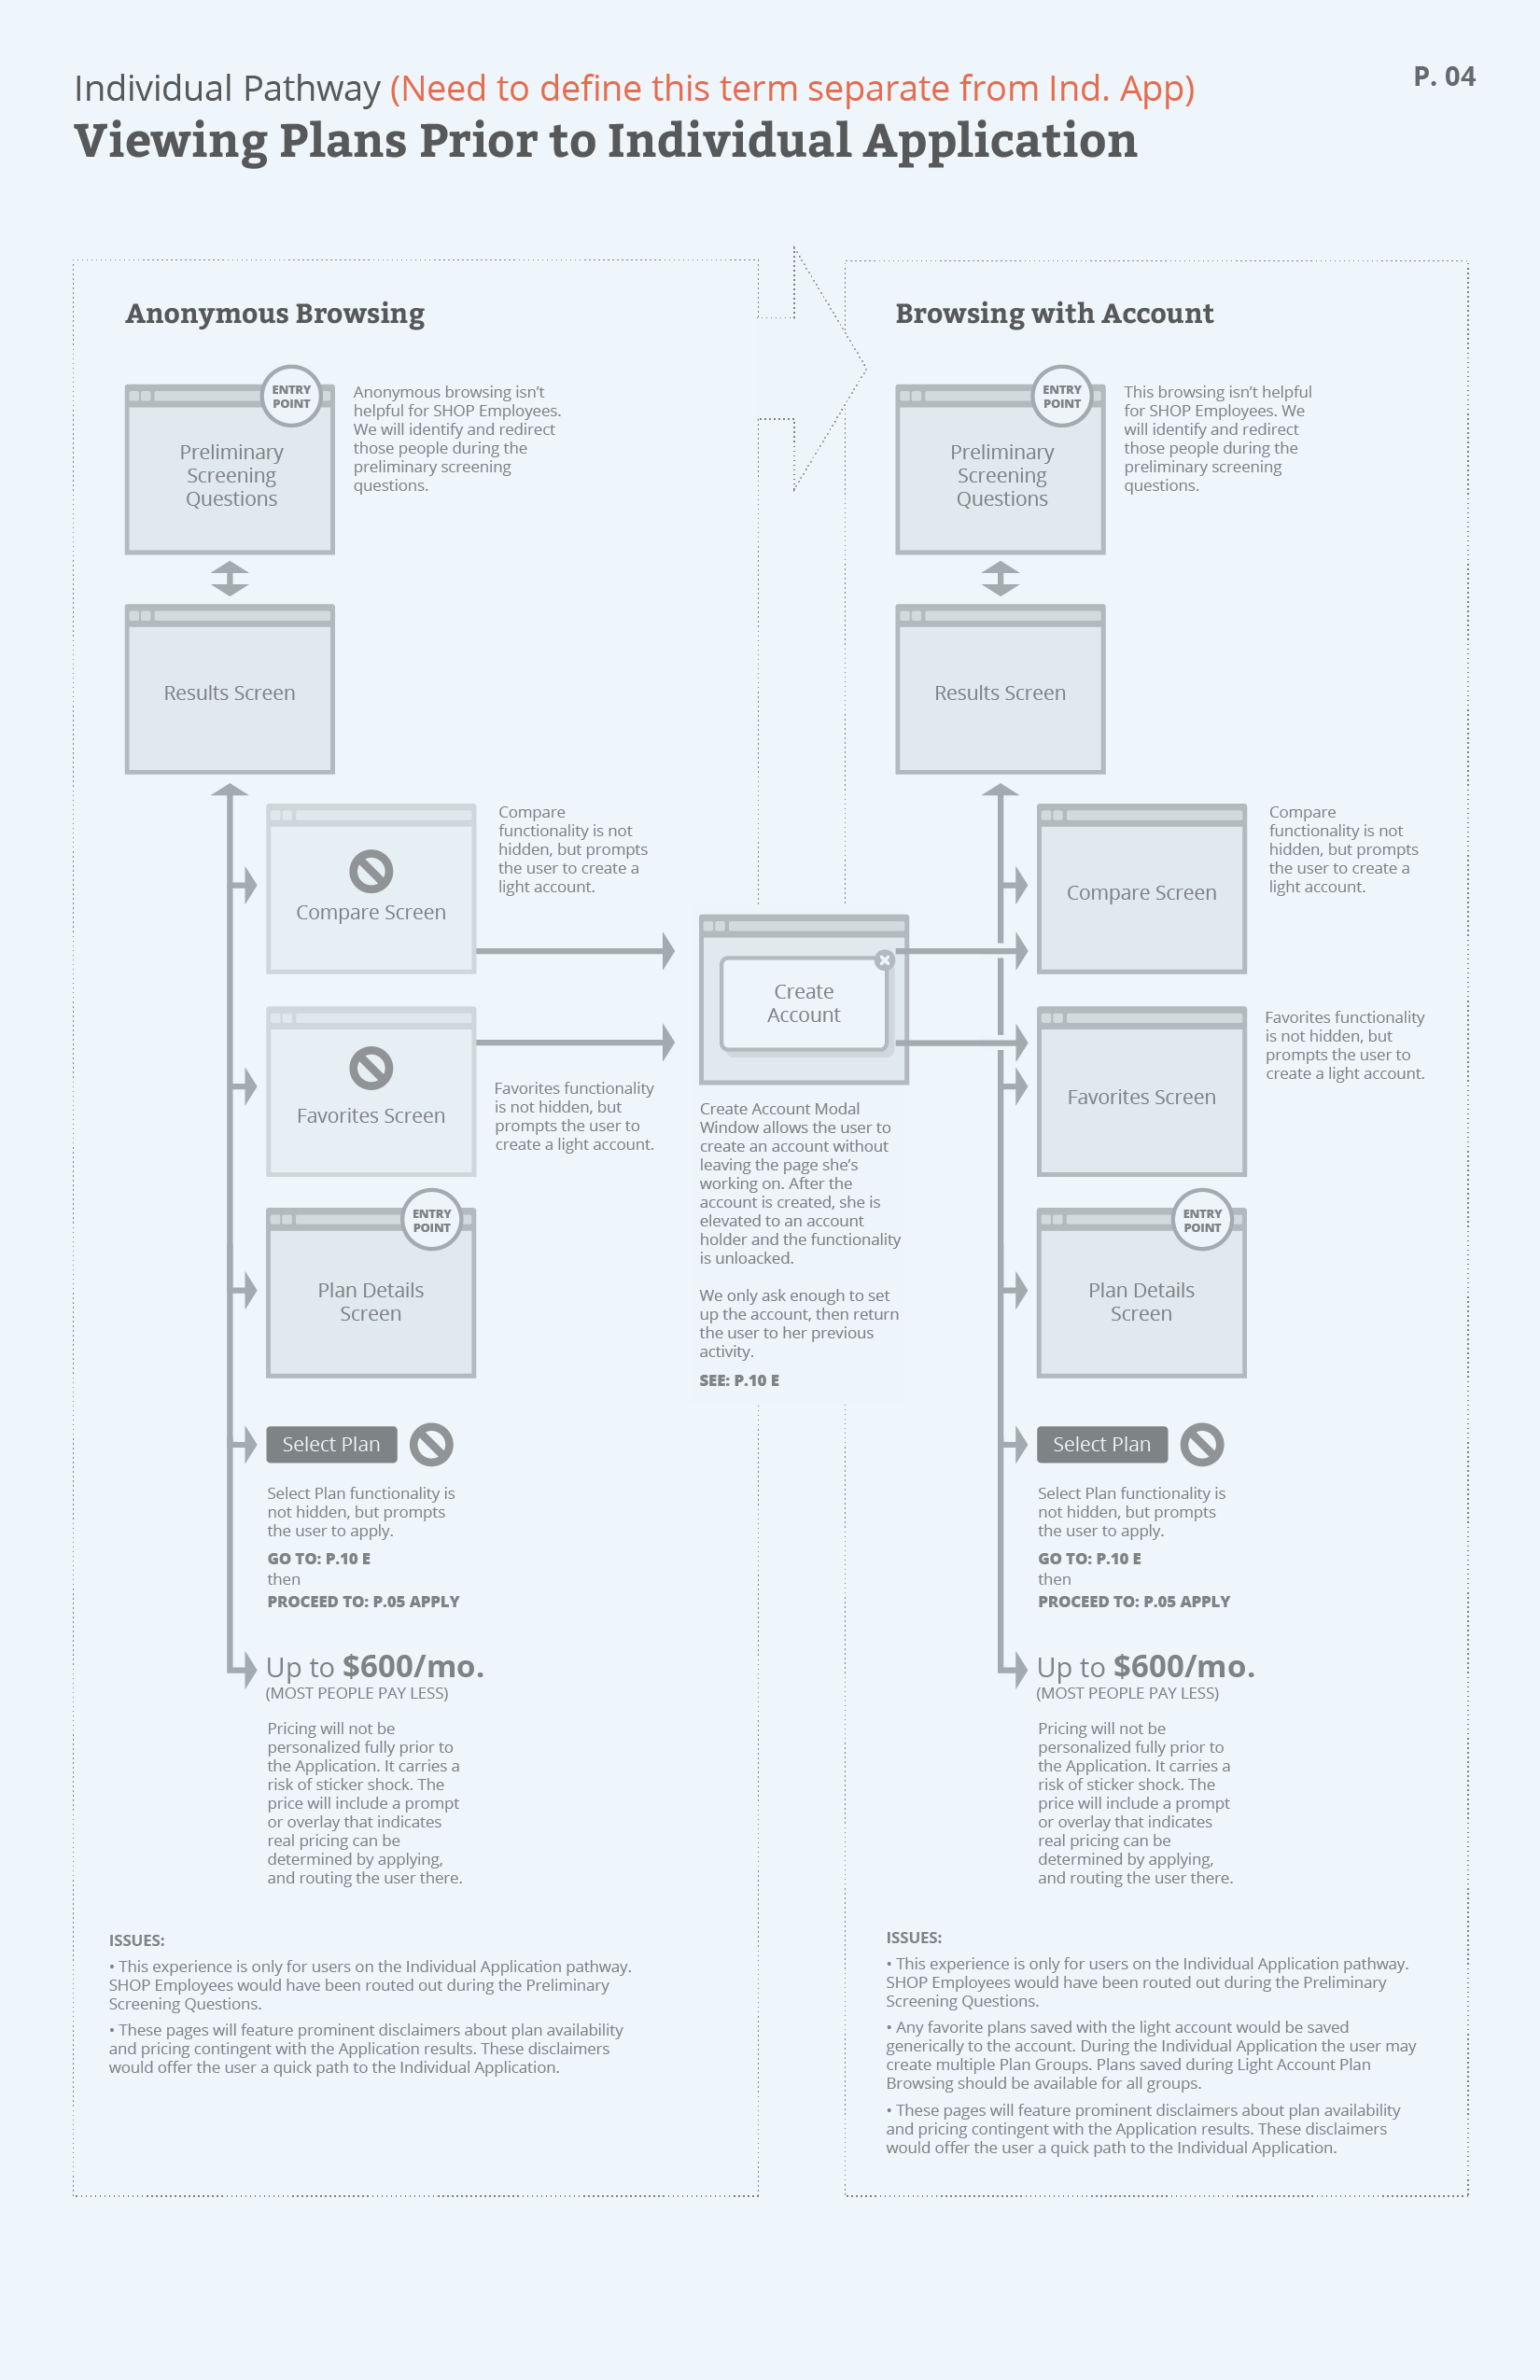 Individual Pathway (Need to define this term separate from Ind. App)
P. 04
Viewing Plans Prior to Individual Application
Anonymous Browsing
ENTRY
POINT
Preliminary
Screening
Questions
Anonymous browsing isn’t
helpful for SHOP Employees.
We will identify and redirect
those people during the
preliminary screening
questions.
Results Screen
Compare Screen
Compare
functionality is not
hidden, but prompts
the user to create a
light account.
Favorites Screen
Favorites functionality
is not hidden, but
prompts the user to
create a light account.
ENTRY
POINT
Plan Details
Screen
Select Plan
Select Plan functionality is
not hidden, but prompts
the user to apply.
GO TO: P.10 E
then
PROCEED TO: P.05 APPLY
Up to $600/mo.
(MOST PEOPLE PAY LESS)
Pricing will not be
personalized fully prior to
the Application. It carries a
risk of sticker shock. The
price will include a prompt
or overlay that indicates
real pricing can be
determined by applying,
and routing the user there.
ISSUES:
• This experience is only for users on the Individual Application pathway.
SHOP Employees would have been routed out during the Preliminary
Screening Questions.
• These pages will feature prominent disclaimers about plan availability
and pricing contingent with the Application results. These disclaimers
would offer the user a quick path to the Individual Application.
Create
Account
Create Account Modal
Window allows the user to
create an account without
leaving the page she’s
working on. After the
account is created, she is
elevated to an account
holder and the functionality
is unloacked.
We only ask enough to set
up the account, then return
the user to her previous
activity.
SEE: P.10 E
Browsing with Account
ENTRY
POINT
Preliminary
Screening
Questions
This browsing isn’t helpful
for SHOP Employees. We
will identify and redirect
those people during the
preliminary screening
questions.
Results Screen
Compare Screen
Compare
functionality is not
hidden, but prompts
the user to create a
light account.
Favorites Screen
Favorites functionality
is not hidden, but
prompts the user to
create a light account.
ENTRY
POINT
Plan Details
Screen
Select Plan
Select Plan functionality is
not hidden, but prompts
the user to apply.
GO TO: P.10 E
then
PROCEED TO: P.05 APPLY
Up to $600/mo.
(MOST PEOPLE PAY LESS)
Pricing will not be
personalized fully prior to
the Application. It carries a
risk of sticker shock. The
price will include a prompt
or overlay that indicates
real pricing can be
determined by applying,
and routing the user there.
ISSUES:
• This experience is only for users on the Individual Application pathway.
SHOP Employees would have been routed out during the Preliminary
Screening Questions.
• Any favorite plans saved with the light account would be saved
generically to the account. During the Individual Application the user may
create multiple Plan Groups. Plans saved during Light Account Plan
Browsing should be available for all groups.
• These pages will feature prominent disclaimers about plan availability
and pricing contingent with the Application results. These disclaimers
would offer the user a quick path to the Individual Application.